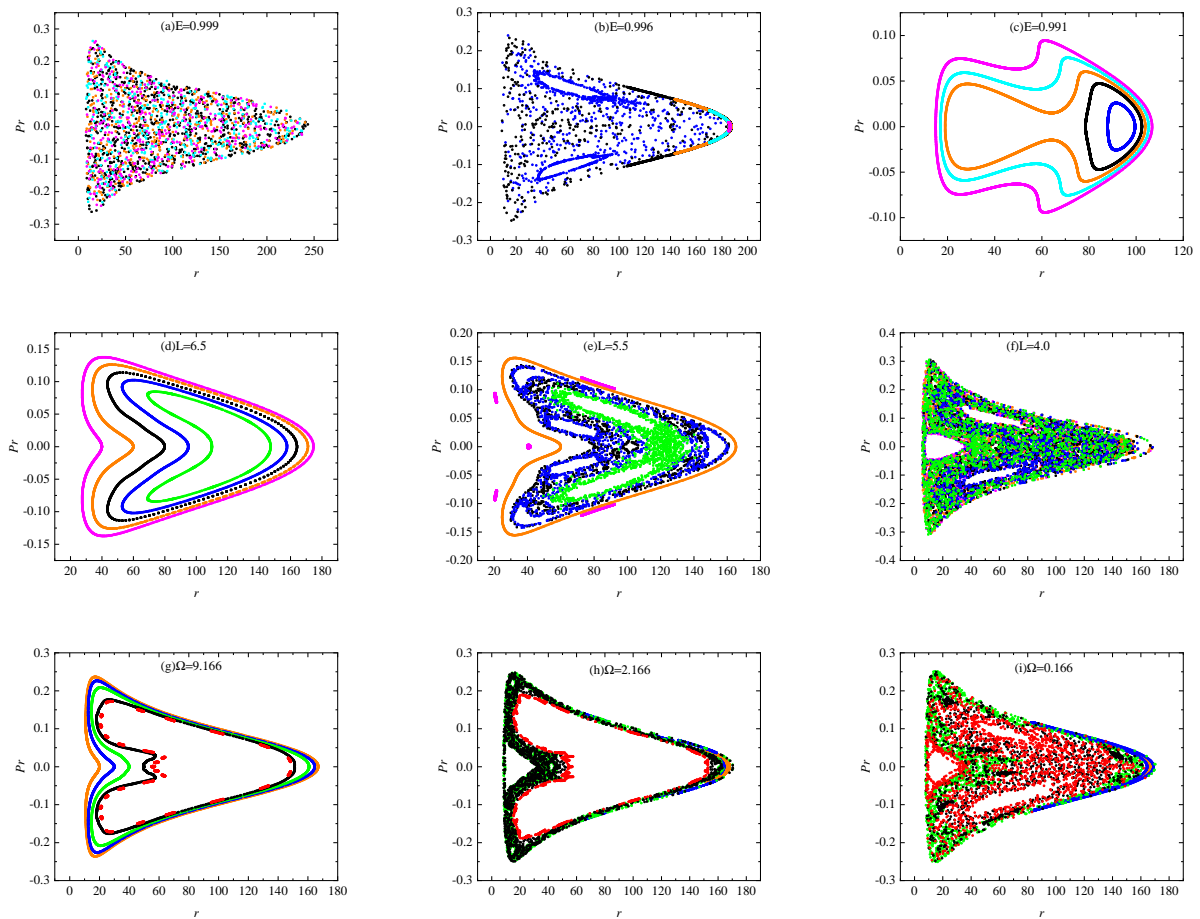 (a)E=0.999
0.3
0.2
0.1
0.0
-0.1
-0.2
-0.3
Pr
0 50 100 150 200 250
r
(b)E=0.996
0.4
0.3
0.2
0.1
0.0
-0.1
-0.2
-0.3
Pr
0 20 40 60 80 100 120 140 160 180 200
r
(c)E=0.991
0.10
0.05
0.00
-0.05
-0.10
Pr
0 20 40 60 80 100 120
r
(d)L=6.5
0.15
0.10
0.05
0.00
-0.05
-0.10
-0.15
Pr
20 40 60 80 100 120 140 160 180
r
(e)L=5.5
0.20
0.15
0.10
0.05
0.00
-0.05
-0.10
-0.15
-0.20
Pr
20 40 60 80 100 120 140 160 180
r
(f)L=4.0
0.4
0.3
0.2
0.1
0.0
-0.1
-0.2
-0.3
-0.4
Pr
0 20 40 60 80 100 120 140 160 180
r
(g)Ω=9.166
0.3
0.2
0.1
0.0
-0.1
-0.2
-0.3
Pr
0 20 40 60 80 100 120 140 160 180
r
(h)Ω=2.166
0.3
0.2
0.1
0.0
-0.1
-0.2
-0.3
Pr
0 20 40 60 80 100 120 140 160 180
r
(i)Ω=0.166
0.3
0.2
0.1
0.0
-0.1
-0.2
-0.3
Pr
0 20 40 60 80 100 120 140 160 180
r